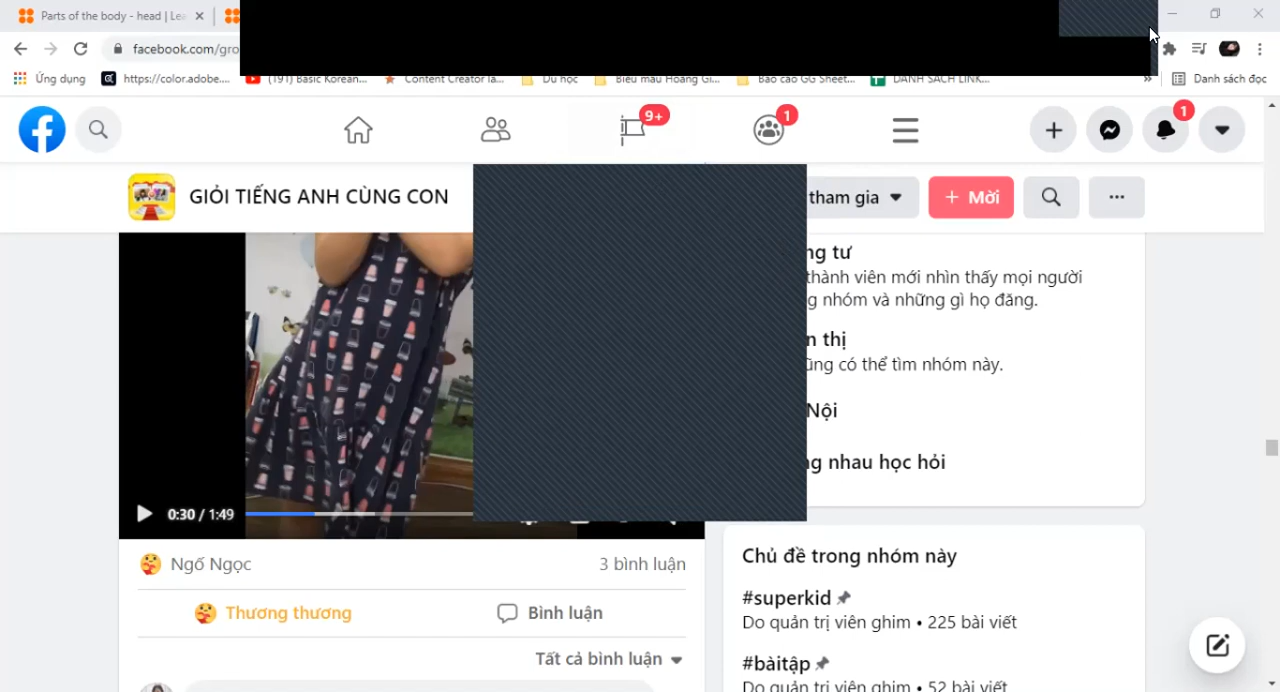 Parts of the body - head | Lea
facebook.com/gro
Ứng dụng
https://color.adobe....
(191) Basic Korean...
Content Creator là...
Du học
Biểu mẫu Hoàng Gi...
Báo cáo GG Sheet...
DANH SÁCH LINK...
»
Danh sách đọc
9+
1
1
GIỎI TIẾNG ANH CÙNG CON
tham gia
+ Mời
ng tư
thành viên mới nhìn thấy mọi người
g nhóm và những gì họ đăng.
n thị
ũng có thể tìm nhóm này.
Nội
ng nhau học hỏi
0:30 / 1:49
Ngố Ngọc
3 bình luận
Thương thương
Bình luận
Tất cả bình luận
Chủ đề trong nhóm này
#superkid
Do quản trị viên ghim • 225 bài viết
#bàitập
Do quản trị viên ghim • 52 bài viết